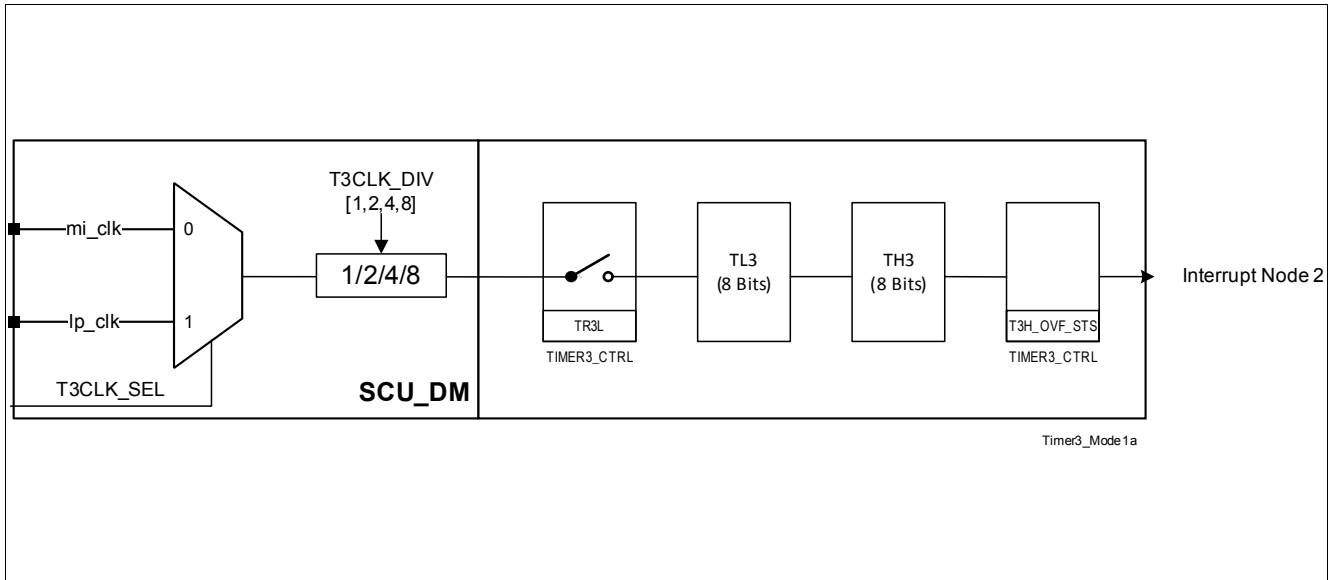 T3CLK_DIV
[1,2,4,8]
mi_clk
0
1/2/4/8
lp_clk
1
T3CLK_SEL
SCU_DM
TR3L
TIMER3_CTRL
TL3
(8 Bits)
TH3
(8 Bits)
T3H_OVF_STS
TIMER3_CTRL
Interrupt Node 2
Timer3_Mode1a